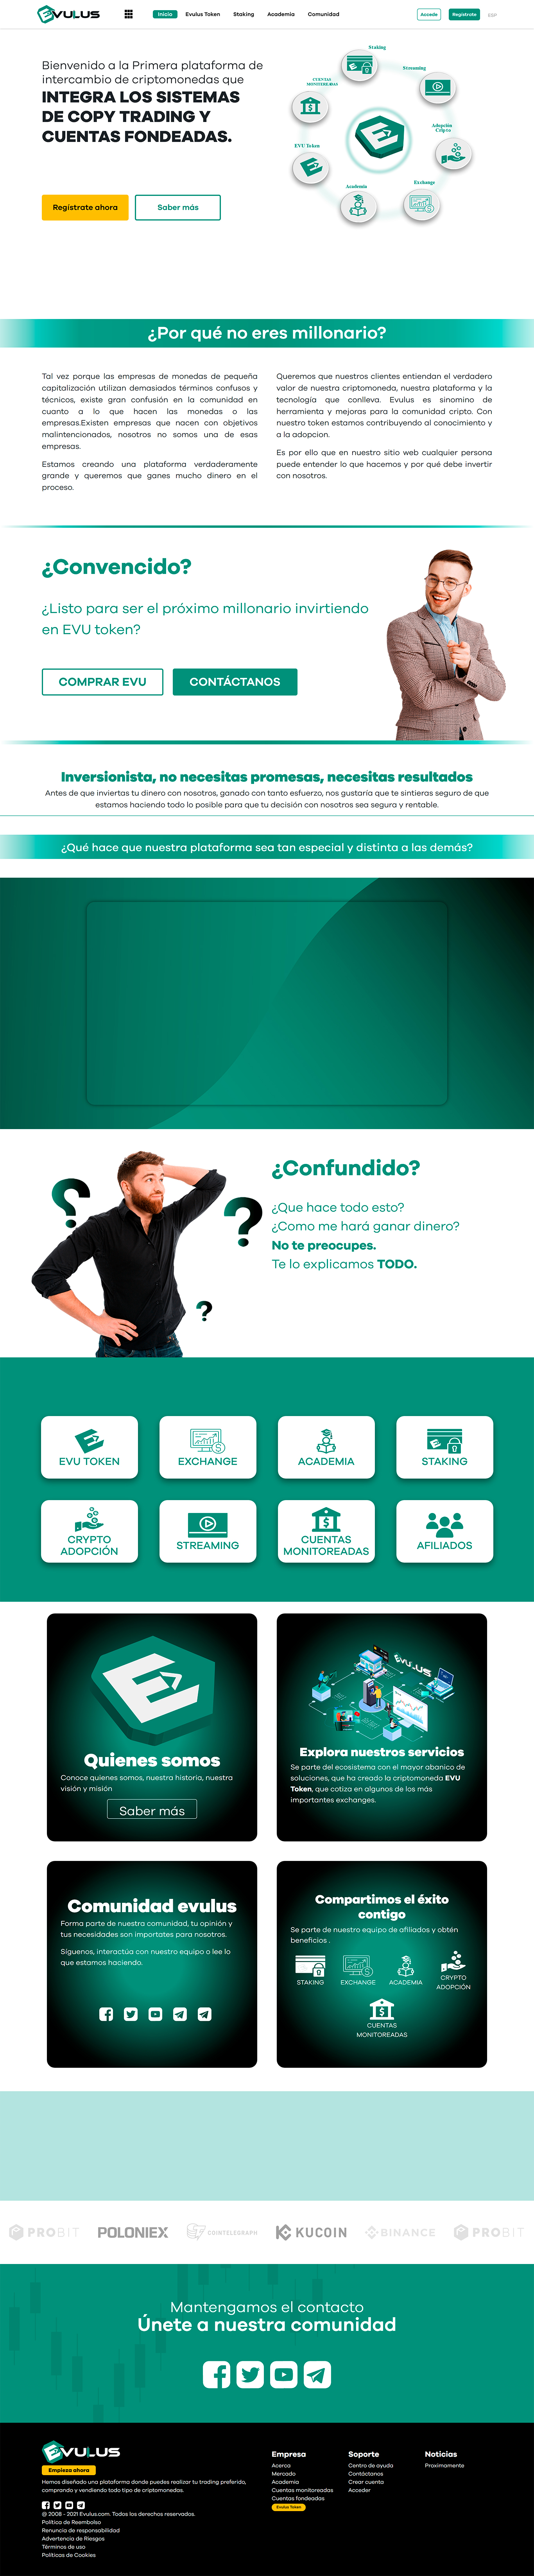 EVULUS
Inicio
Evulus Token
Staking
Academia
Comunidad
Accede
Regístrate
ESP
Bienvenido a la Primera plataforma de
intercambio de criptomonedas que
INTEGRA LOS SISTEMAS
DE COPY TRADING Y
CUENTAS FONDEADAS.
Regístrate ahora
Saber más
Staking
Streaming
CUENTAS
MONITOREADAS
Adopción
Cripto
EVU Token
Exchange
Academia
¿Por qué no eres millonario?
Tal vez porque las empresas de monedas de pequeña
capitalización utilizan demasiados términos confusos y
técnicos, existe gran confusión en la comunidad en
cuanto a lo que hacen las monedas o las
empresas.Existen empresas que nacen con objetivos
malintencionados, nosotros no somos una de esas
empresas.
Estamos creando una plataforma verdaderamente
grande y queremos que ganes mucho dinero en el
proceso.
Queremos que nuestros clientes entiendan el verdadero
valor de nuestra criptomoneda, nuestra plataforma y la
tecnología que conlleva. Evulus es sinomino de
herramienta y mejoras para la comunidad cripto. Con
nuestro token estamos contribuyendo al conocimiento y
a la adopcion.
Es por ello que en nuestro sitio web cualquier persona
puede entender lo que hacemos y por qué debe invertir
con nosotros.
¿Convencido?
¿Listo para ser el próximo millonario invirtiendo
en EVU token?
COMPRAR EVU
CONTÁCTANOS
Inversionista, no necesitas promesas, necesitas resultados
Antes de que inviertas tu dinero con nosotros, ganado con tanto esfuerzo, nos gustaría que te sintieras seguro de que
estamos haciendo todo lo posible para que tu decisión con nosotros sea segura y rentable.
¿Qué hace que nuestra plataforma sea tan especial y distinta a las demás?
¿Confundido?
¿Que hace todo esto?
¿Como me hará ganar dinero?
No te preocupes.
Te lo explicamos TODO.
EVU TOKEN
EXCHANGE
ACADEMIA
STAKING
CRYPTO
ADOPCIÓN
STREAMING
CUENTAS
MONITOREADAS
AFILIADOS
Quienes somos
Conoce quienes somos, nuestra historia, nuestra
visión y misión
Saber más
EVULUS
Explora nuestros servicios
Se parte del ecosistema con el mayor abanico de
soluciones, que ha creado la criptomoneda EVU
Token, que cotiza en algunos de los más
importantes exchanges.
Comunidad evulus
Forma parte de nuestra comunidad, tu opinión y
tus necesidades son importates para nosotros.
Síguenos, interactúa con nuestro equipo o lee lo
que estamos haciendo.
Compartimos el éxito
contigo
Se parte de nuestro equipo de afiliados y obtén
beneficios .
STAKING
EXCHANGE
ACADEMIA
CRYPTO
ADOPCIÓN
CUENTAS
MONITOREADAS
PROBIT
POLONIEX
COINTELEGRAPH
KUCOIN
BINANCE
PROBIT
Mantengamos el contacto
Únete a nuestra comunidad
EVULUS
Empieza ahora
Hemos diseñado una plataforma donde puedes realizar tu trading preferido,
comprando y vendiendo todo tipo de criptomonedas.
@ 2008 - 2021 Evulus.com. Todos los derechos reservados.
Política de Reembolso
Renuncia de responsabilidad
Advertencia de Riesgos
Términos de uso
Políticas de Cookies
Empresa
Acerca
Mercado
Academia
Cuentas monitoreadas
Cuentas fondeadas
Evulus Token
Soporte
Centro de ayuda
Contáctanos
Crear cuenta
Acceder
Noticias
Proximamente